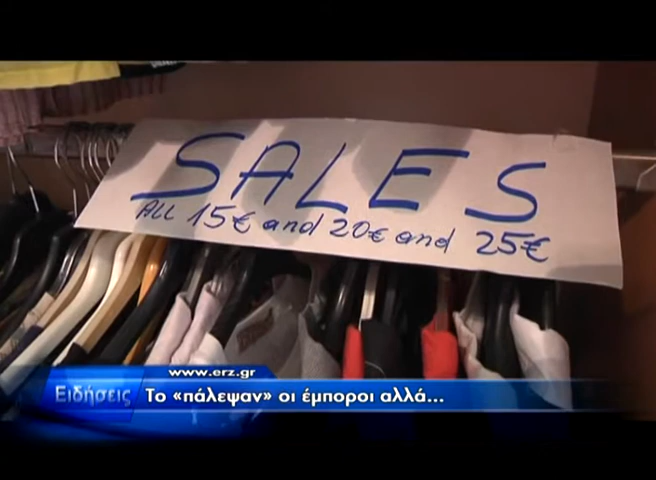 SALES
ALL 15€ and 20€ and 25€
www.erz.gr
Ειδήσεις Το «πάλεψαν» οι έμποροι αλλά...